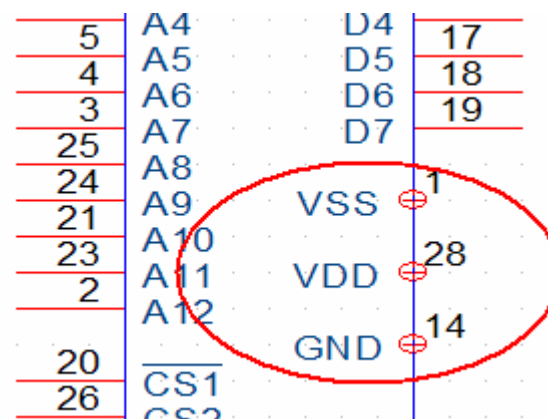 A4 D4
5 A5 D5 17
4 A6 D6 18
3 A7 D7 19
25 A8
24 A9 VSS 1
21 A10
23 A11 VDD 28
2 A12
GND 14
20 CS1
26 CS2